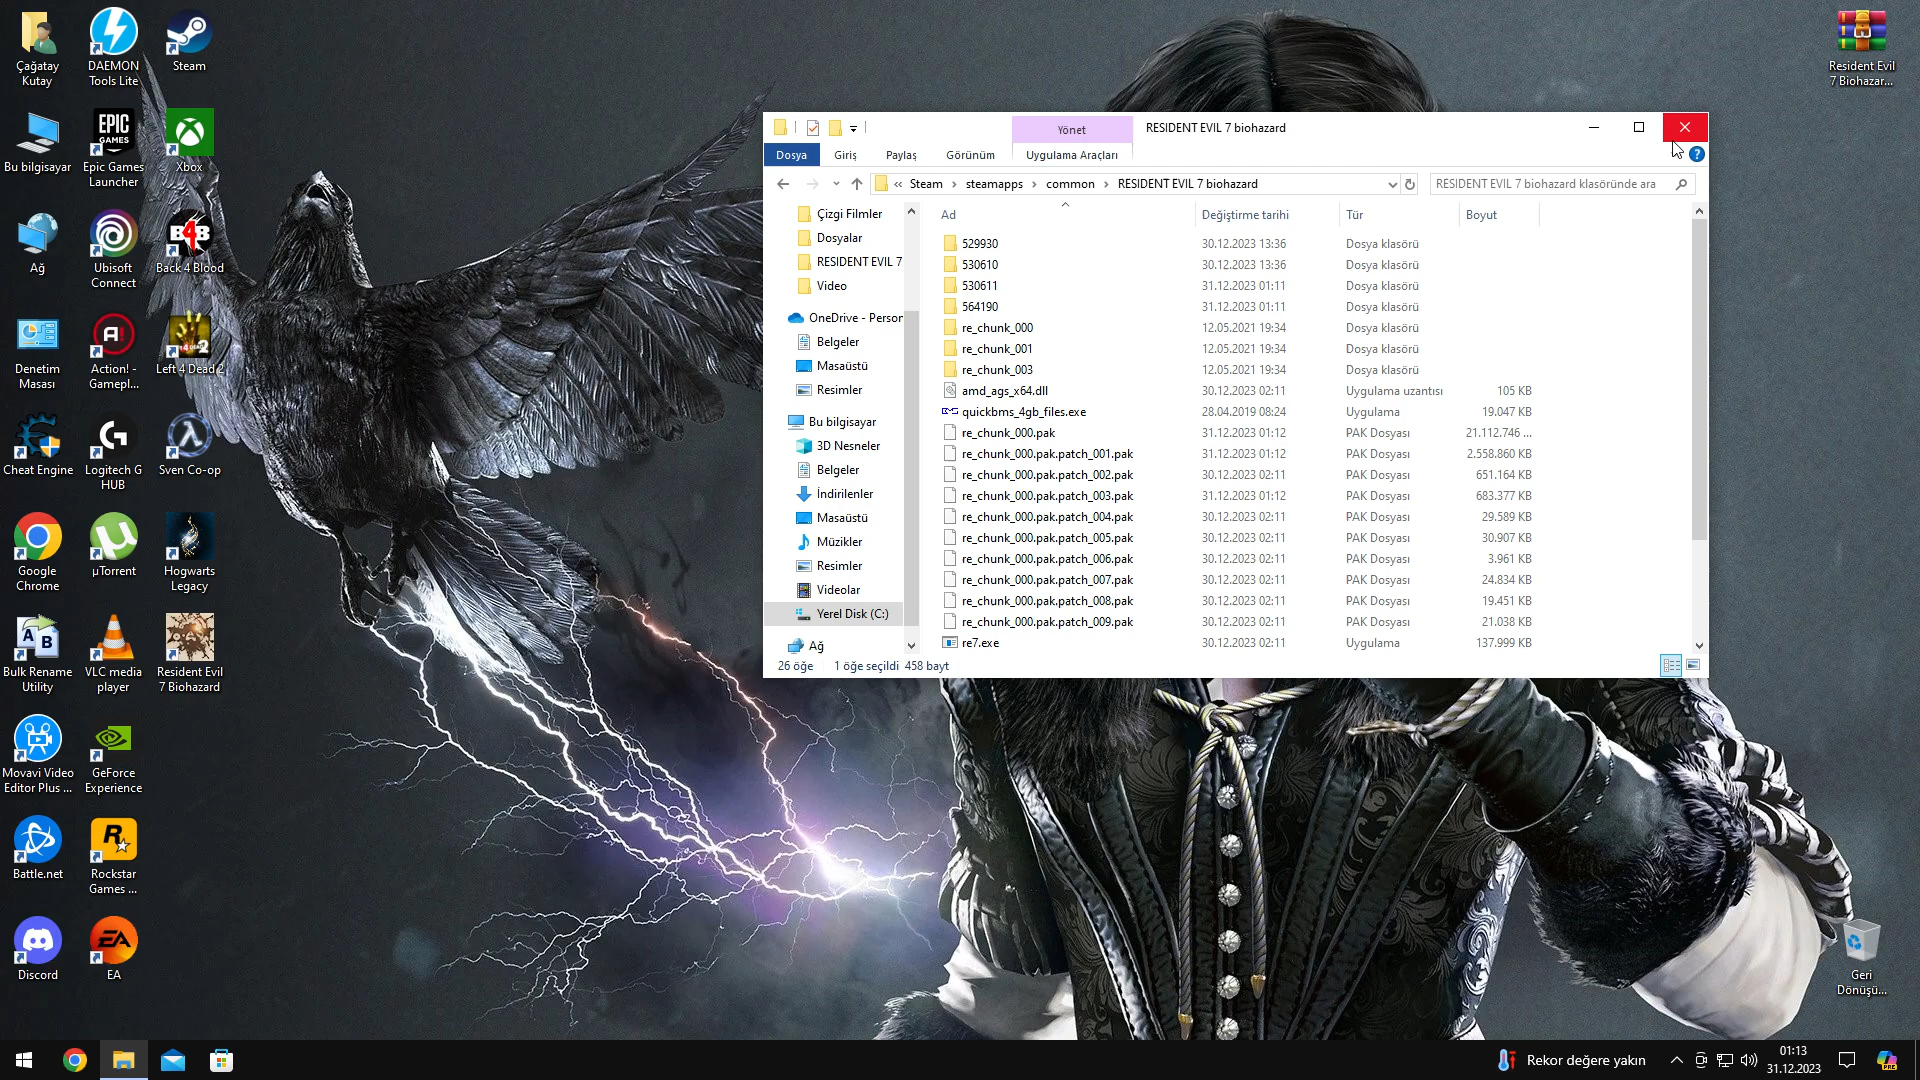 Çağatay
Kutay
DAEMON
Tools Lite
Steam
Bu bilgisayar
EPIC
GAMES
Epic Games
Launcher
Xbox
Ağ
Ubisoft
Connect
B4B
Back 4 Blood
Denetim
Masası
Action! -
Gamepl...
Left 4 Dead 2
Cheat Engine
Logitech G
HUB
Sven Co-op
Google
Chrome
µTorrent
Hogwarts
Legacy
Bulk Rename
Utility
VLC media
player
Resident Evil
7 Biohazard
Movavi Video
Editor Plus ...
GeForce
Experience
Battle.net
Rockstar
Games ...
Discord
EA
EA
Resident Evil
7 Biohazar...
Yönet
RESIDENT EVIL 7 biohazard
Dosya
Giriş
Paylaş
Görünüm
Uygulama Araçları
« Steam › steamapps › common › RESIDENT EVIL 7 biohazard
RESIDENT EVIL 7 biohazard klasöründe ara
Çizgi Filmler
Dosyalar
RESIDENT EVIL 7
Video
OneDrive - Person
Belgeler
Masaüstü
Resimler
Bu bilgisayar
3D Nesneler
Belgeler
İndirilenler
Masaüstü
Müzikler
Resimler
Videolar
Yerel Disk (C:)
Ağ
Ad Değiştirme tarihi Tür Boyut
529930 30.12.2023 13:36 Dosya klasörü
530610 30.12.2023 13:36 Dosya klasörü
530611 31.12.2023 01:11 Dosya klasörü
564190 31.12.2023 01:11 Dosya klasörü
re_chunk_000 12.05.2021 19:34 Dosya klasörü
re_chunk_001 12.05.2021 19:34 Dosya klasörü
re_chunk_003 12.05.2021 19:34 Dosya klasörü
amd_ags_x64.dll 30.12.2023 02:11 Uygulama uzantısı 105 KB
quickbms_4gb_files.exe 28.04.2019 08:24 Uygulama 19.047 KB
re_chunk_000.pak 31.12.2023 01:12 PAK Dosyası 21.112.746 ...
re_chunk_000.pak.patch_001.pak 31.12.2023 01:12 PAK Dosyası 2.558.860 KB
re_chunk_000.pak.patch_002.pak 30.12.2023 02:11 PAK Dosyası 651.164 KB
re_chunk_000.pak.patch_003.pak 31.12.2023 01:12 PAK Dosyası 683.377 KB
re_chunk_000.pak.patch_004.pak 30.12.2023 02:11 PAK Dosyası 29.589 KB
re_chunk_000.pak.patch_005.pak 30.12.2023 02:11 PAK Dosyası 30.907 KB
re_chunk_000.pak.patch_006.pak 30.12.2023 02:11 PAK Dosyası 3.961 KB
re_chunk_000.pak.patch_007.pak 30.12.2023 02:11 PAK Dosyası 24.834 KB
re_chunk_000.pak.patch_008.pak 30.12.2023 02:11 PAK Dosyası 19.451 KB
re_chunk_000.pak.patch_009.pak 30.12.2023 02:11 PAK Dosyası 21.038 KB
re7.exe 30.12.2023 02:11 Uygulama 137.999 KB
26 öğe 1 öğe seçildi 458 bayt
Geri
Dönüşü...
Rekor değere yakın
01:13
31.12.2023